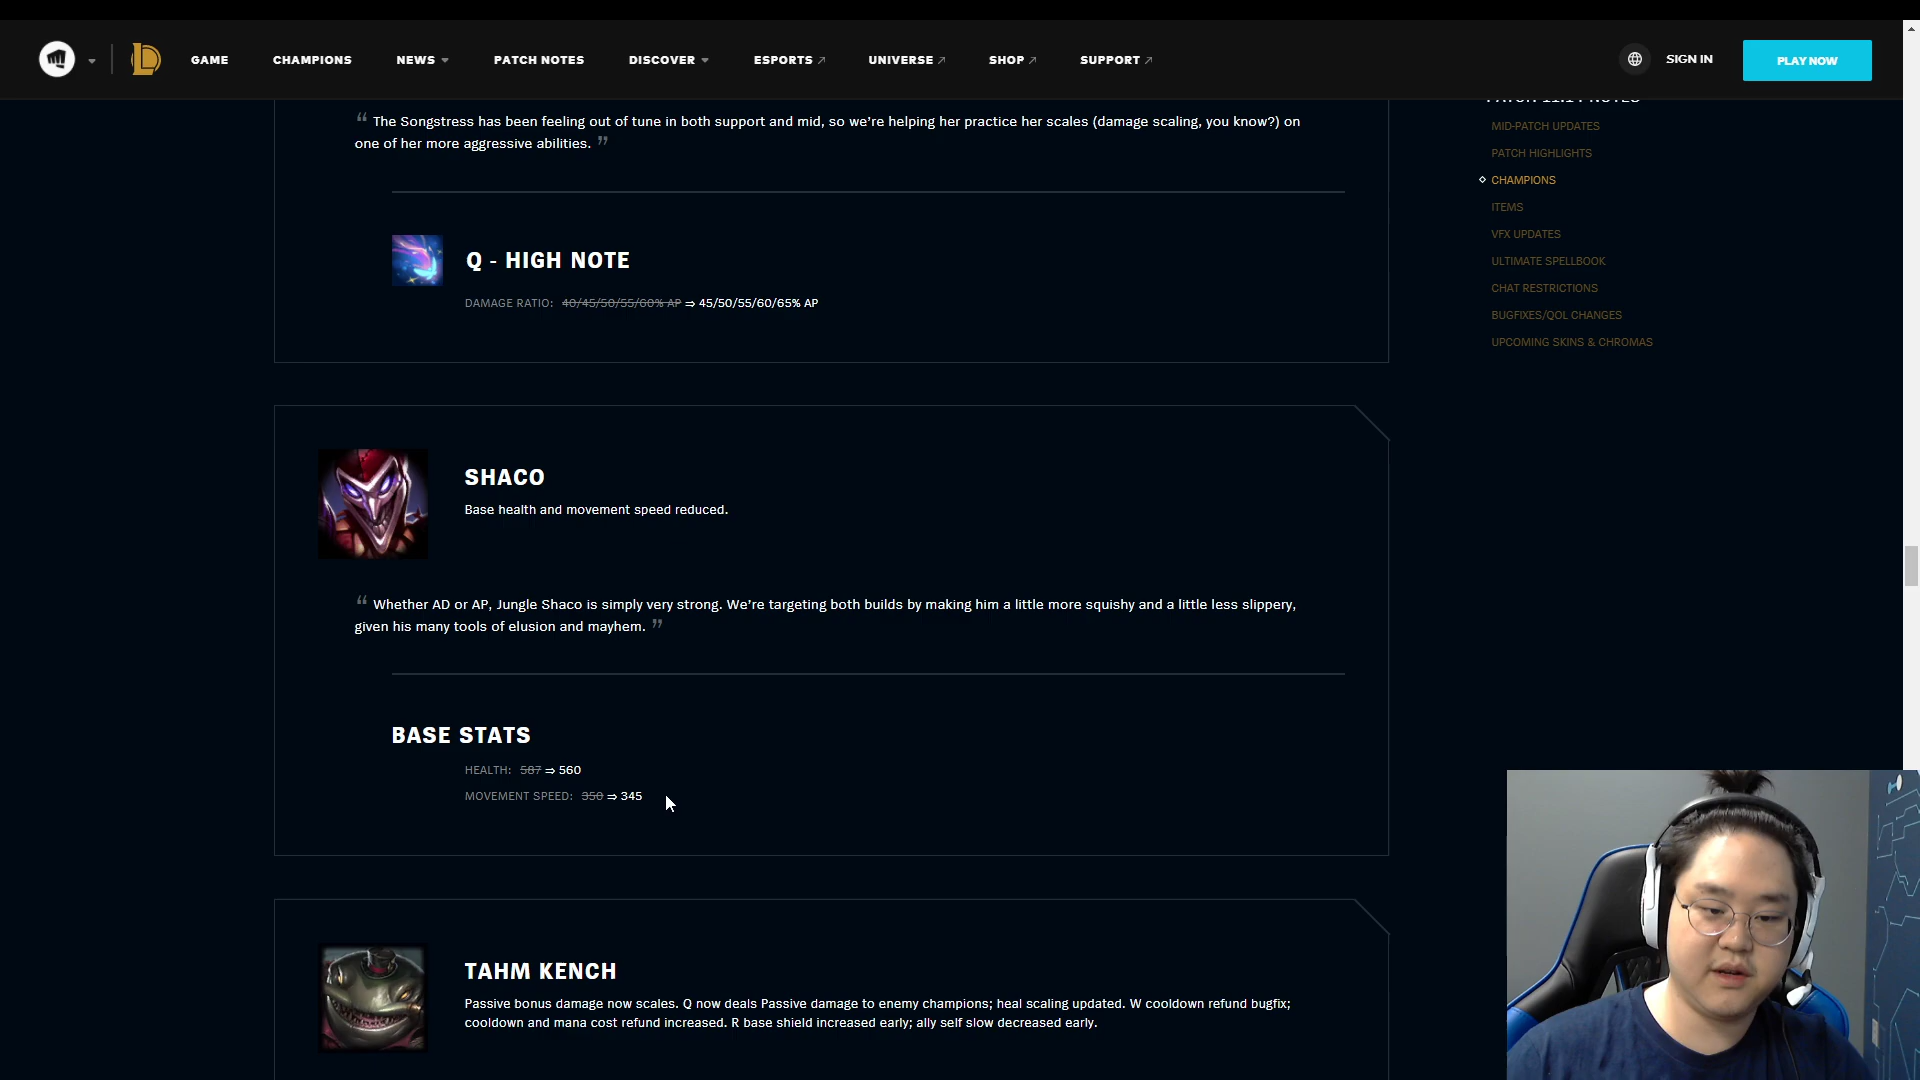 GAME
CHAMPIONS
NEWS
PATCH NOTES
DISCOVER
ESPORTS
UNIVERSE
SHOP
SUPPORT
SIGN IN
PLAY NOW
“ The Songstress has been feeling out of tune in both support and mid, so we’re helping her practice her scales (damage scaling, you know?) on
one of her more aggressive abilities. ”
Q - HIGH NOTE
DAMAGE RATIO: 40/45/50/55/60% AP ⇒ 45/50/55/60/65% AP
SHACO
Base health and movement speed reduced.
“ Whether AD or AP, Jungle Shaco is simply very strong. We’re targeting both builds by making him a little more squishy and a little less slippery,
given his many tools of elusion and mayhem. ”
BASE STATS
HEALTH: 587 ⇒ 560
MOVEMENT SPEED: 350 ⇒ 345
TAHM KENCH
Passive bonus damage now scales. Q now deals Passive damage to enemy champions; heal scaling updated. W cooldown refund bugfix;
cooldown and mana cost refund increased. R base shield increased early; ally self slow decreased early.
PATCH 11.14 NOTES
MID-PATCH UPDATES
PATCH HIGHLIGHTS
CHAMPIONS
ITEMS
VFX UPDATES
ULTIMATE SPELLBOOK
CHAT RESTRICTIONS
BUGFIXES/QOL CHANGES
UPCOMING SKINS & CHROMAS